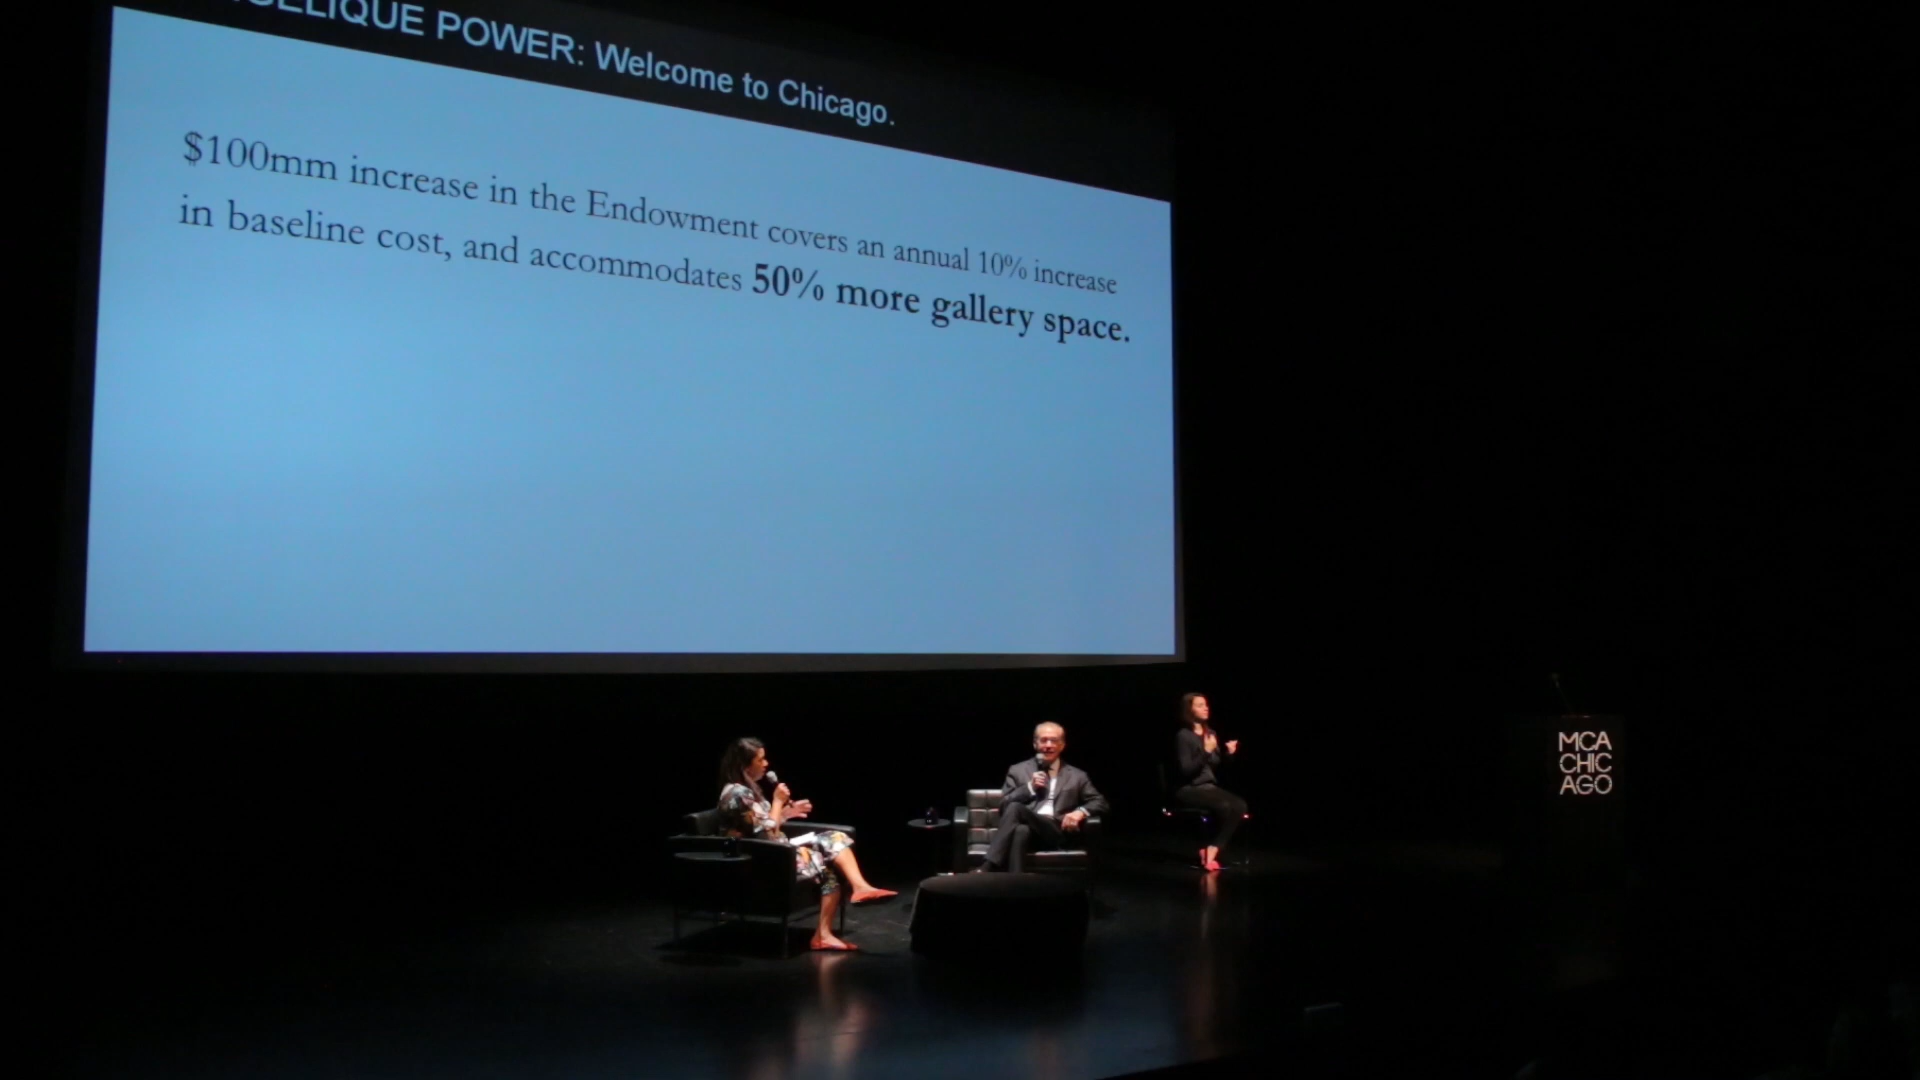 GELIQUE POWER: Welcome to Chicago.
$100mm increase in the Endowment covers an annual 10% increase
in baseline cost, and accommodates 50% more gallery space.
MCA
CHIC
AGO